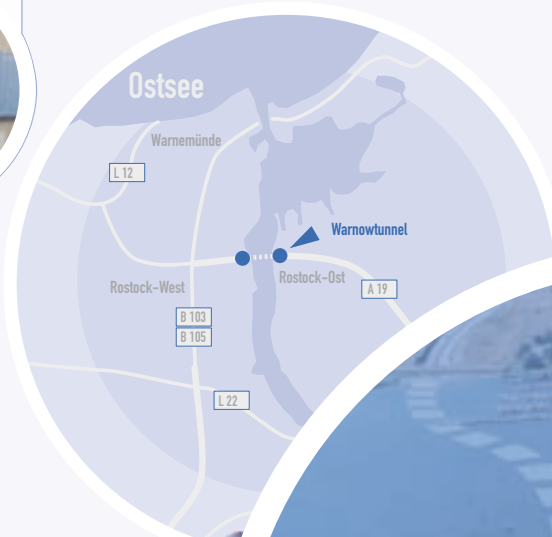 Ostsee
Warnemünde
L 12
Warnowtunnel
Rostock-West
Rostock-Ost
A 19
B 103
B 105
L 22